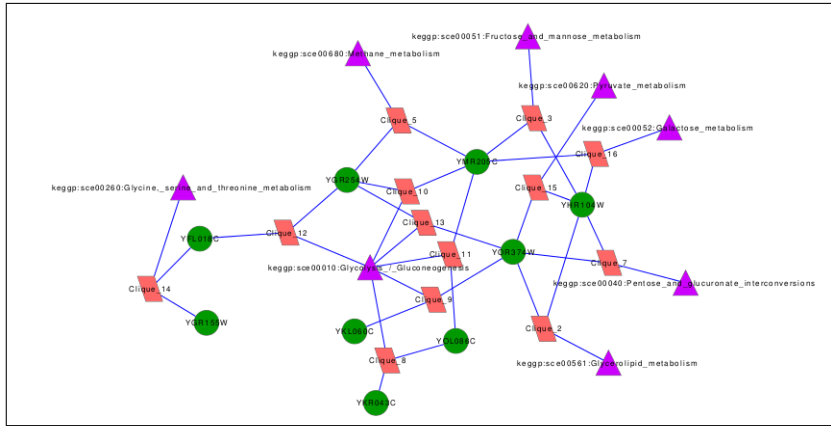 keggp:sce00051:Fructose_and_mannose_metabolism
keggp:sce00680:Methane_metabolism
keggp:sce00620:Pyruvate_metabolism
Clique_5
Clique_3
keggp:sce00052:Galactose_metabolism
Clique_16
YMR205C
keggp:sce00260:Glycine,_serine_and_threonine_metabolism
YGR254W
Clique_10
Clique_15
YHR104W
Clique_13
Clique_12
YFL018C
Clique_11
YGR374W
Clique_7
keggp:sce00010:Glycolysis_/_Gluconeogenesis
keggp:sce00040:Pentose_and_glucuronate_interconversions
Clique_14
Clique_9
YGR155W
YKL060C
Clique_2
YOL086C
Clique_8
keggp:sce00561:Glycerolipid_metabolism
YKR043C